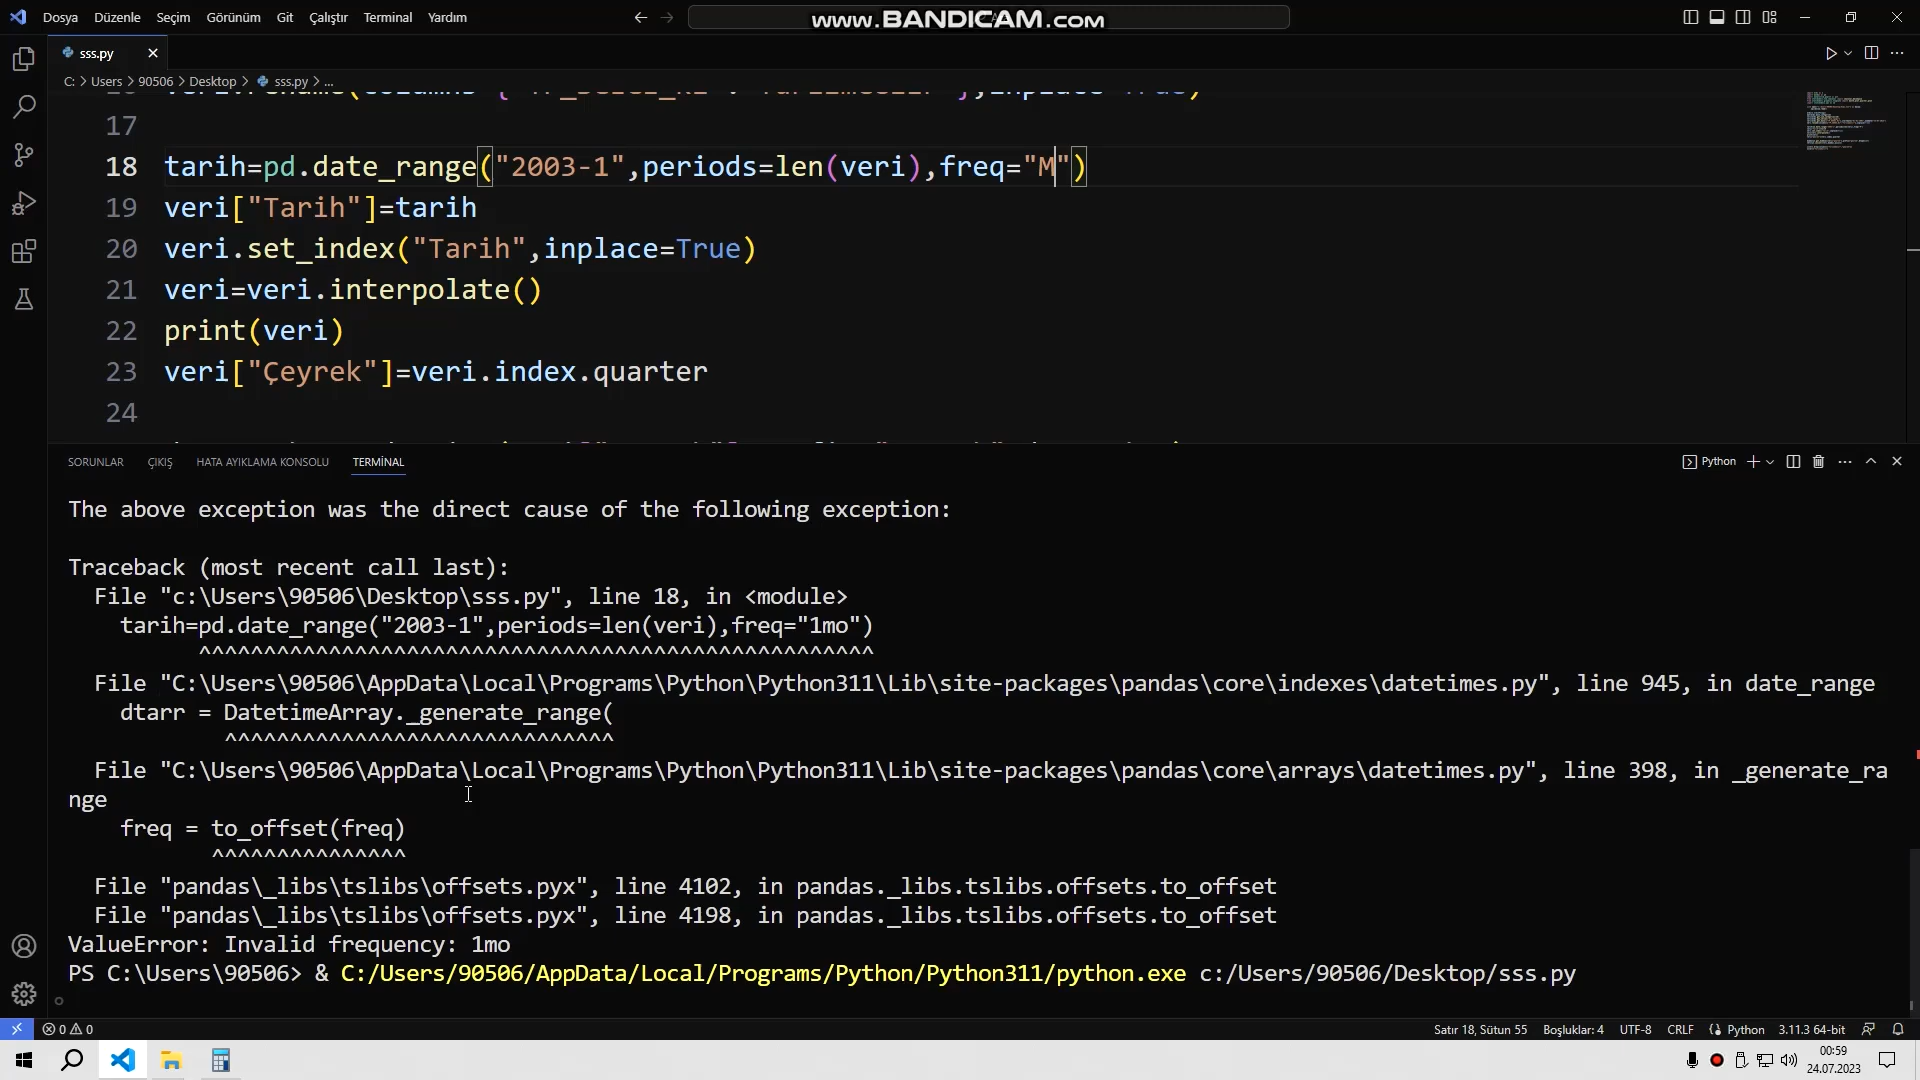 Dosya Düzenle Seçim Görünüm Git Çalıştır Terminal Yardım
www.BANDICAM.com
sss.py
C: > Users > 90506 > Desktop > sss.py > ...
17
18 tarih=pd.date_range("2003-1",periods=len(veri),freq="M")
19 veri["Tarih"]=tarih
20 veri.set_index("Tarih",inplace=True)
21 veri=veri.interpolate()
22 print(veri)
23 veri["Çeyrek"]=veri.index.quarter
24
SORUNLAR ÇIKIŞ HATA AYIKLAMA KONSOLU TERMİNAL Python
The above exception was the direct cause of the following exception:
Traceback (most recent call last):
File "c:\Users\90506\Desktop\sss.py", line 18, in <module>
tarih=pd.date_range("2003-1",periods=len(veri),freq="1mo")
^^^^^^^^^^^^^^^^^^^^^^^^^^^^^^^^^^^^^^^^^^^^^^^^^^^^
File "C:\Users\90506\AppData\Local\Programs\Python\Python311\Lib\site-packages\pandas\core\indexes\datetimes.py", line 945, in date_range
dtarr = DatetimeArray._generate_range(
^^^^^^^^^^^^^^^^^^^^^^^^^^^^^^
File "C:\Users\90506\AppData\Local\Programs\Python\Python311\Lib\site-packages\pandas\core\arrays\datetimes.py", line 398, in _generate_ra
nge
freq = to_offset(freq)
^^^^^^^^^^^^^^^
File "pandas\_libs\tslibs\offsets.pyx", line 4102, in pandas._libs.tslibs.offsets.to_offset
File "pandas\_libs\tslibs\offsets.pyx", line 4198, in pandas._libs.tslibs.offsets.to_offset
ValueError: Invalid frequency: 1mo
PS C:\Users\90506> & C:/Users/90506/AppData/Local/Programs/Python/Python311/python.exe c:/Users/90506/Desktop/sss.py
0 0 Satır 18, Sütun 55 Boşluklar: 4 UTF-8 CRLF Python 3.11.3 64-bit
00:59
24.07.2023